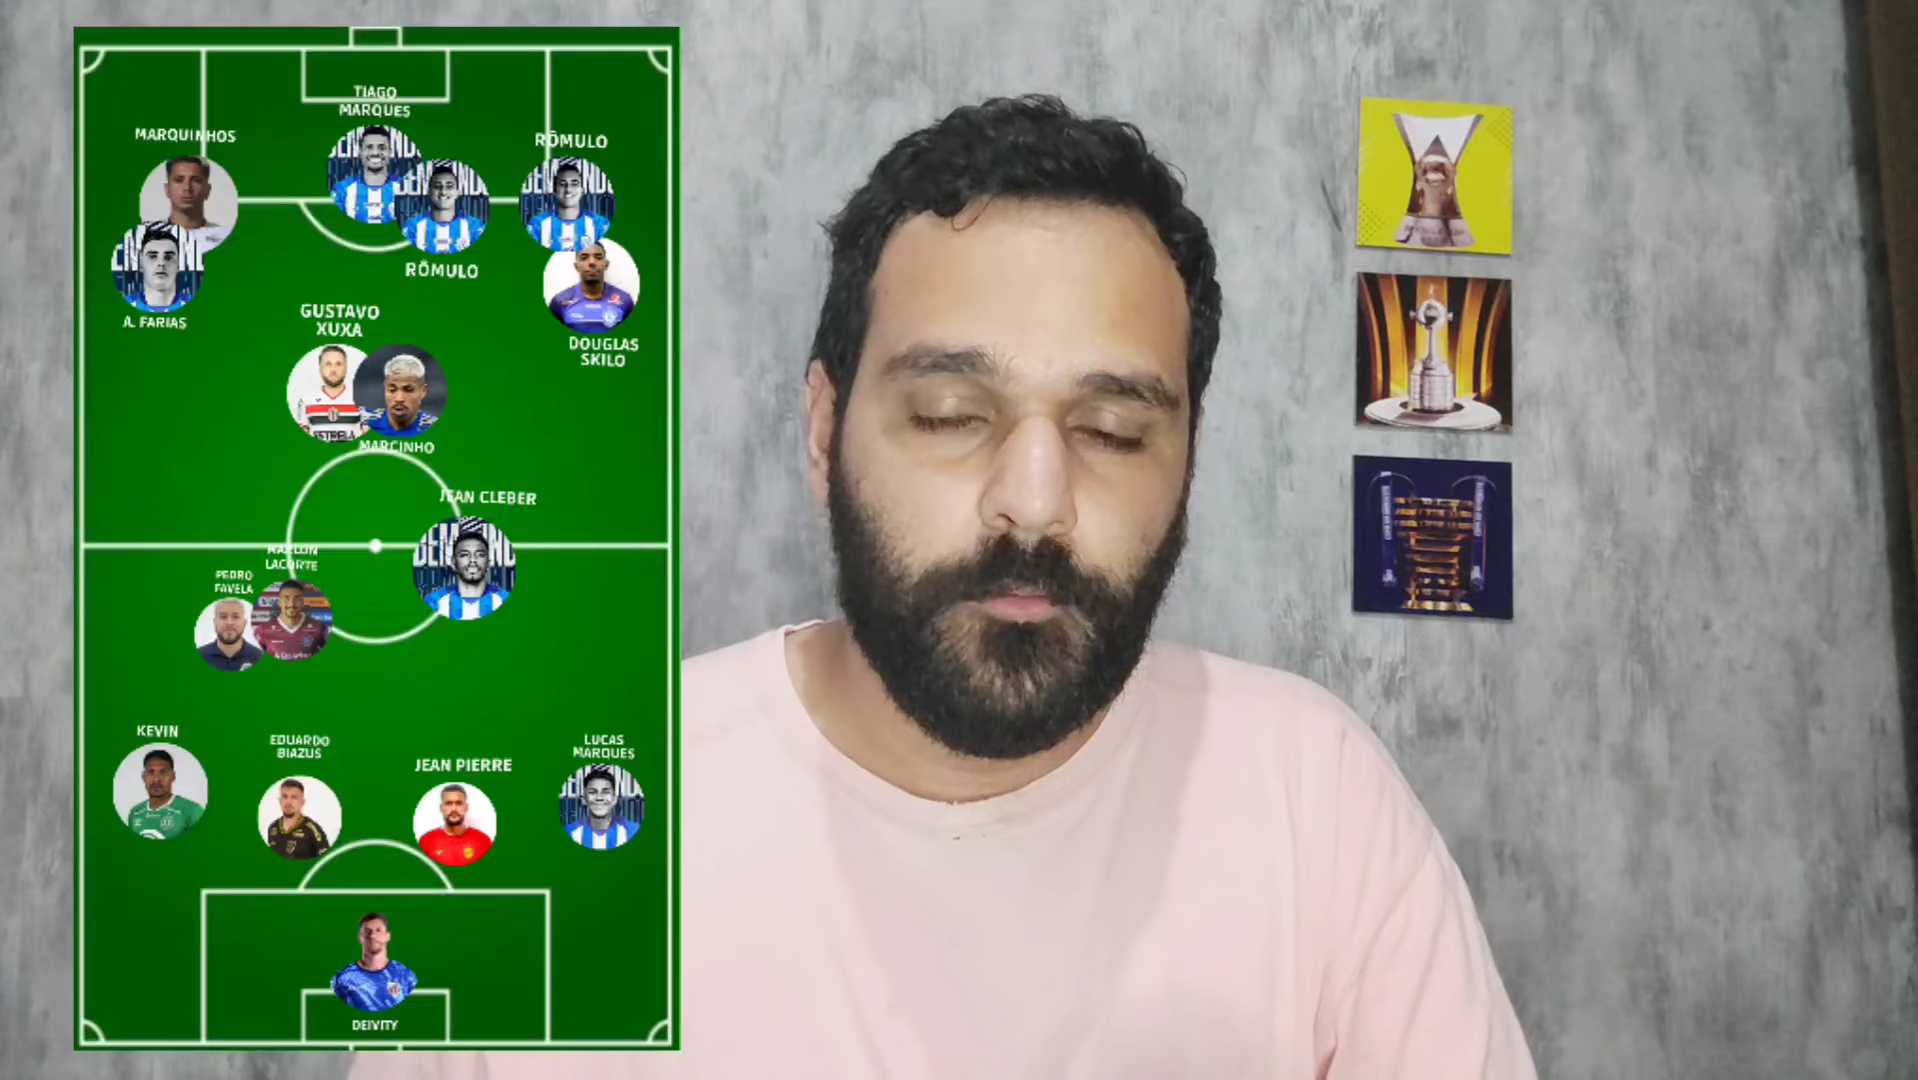 TIAGO
MARQUES
MARQUINHOS
RÔMULO
RÔMULO
A. FARIAS
GUSTAVO
XUXA
DOUGLAS
SKILO
MARCINHO
JEAN CLEBER
MARLON
LACORTE
PEDRO
FAVELA
KEVIN
EDUARDO
BIAZUS
JEAN PIERRE
LUCAS
MARQUES
DEIVITY